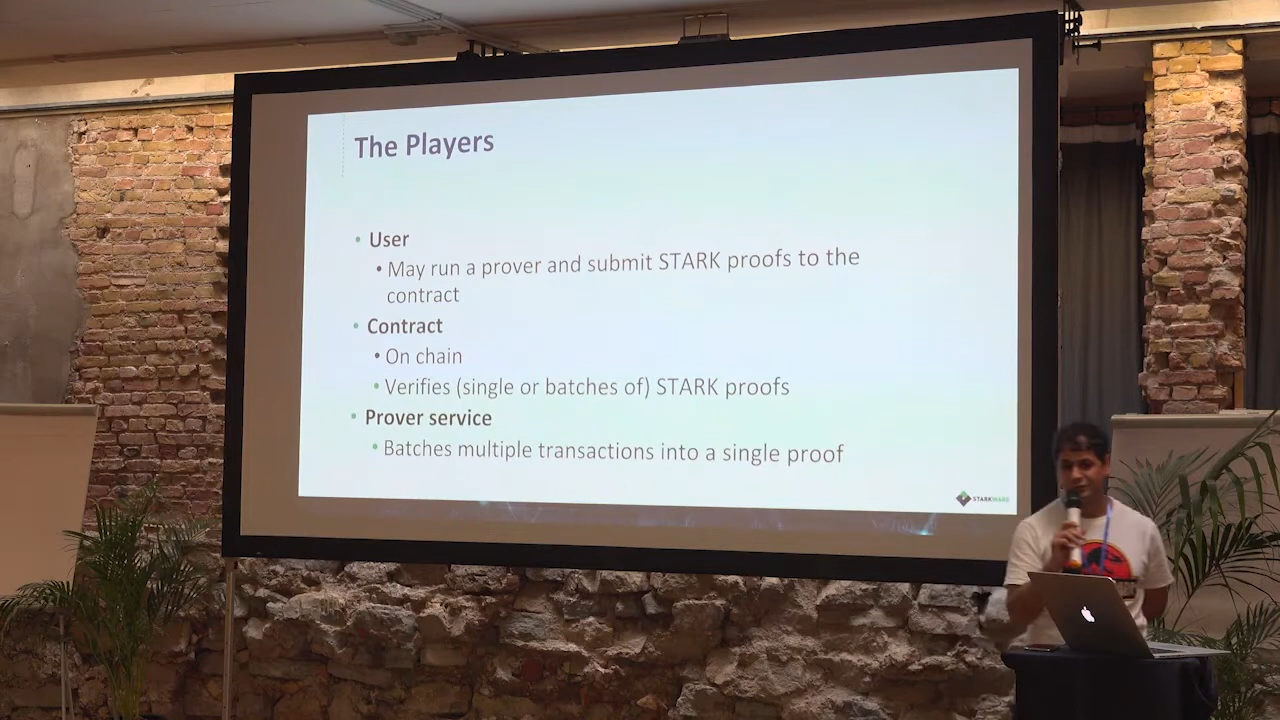 The Players
• User
• May run a prover and submit STARK proofs to the
contract
• Contract
• On chain
• Verifies (single or batches of) STARK proofs
• Prover service
• Batches multiple transactions into a single proof
STARKWARE